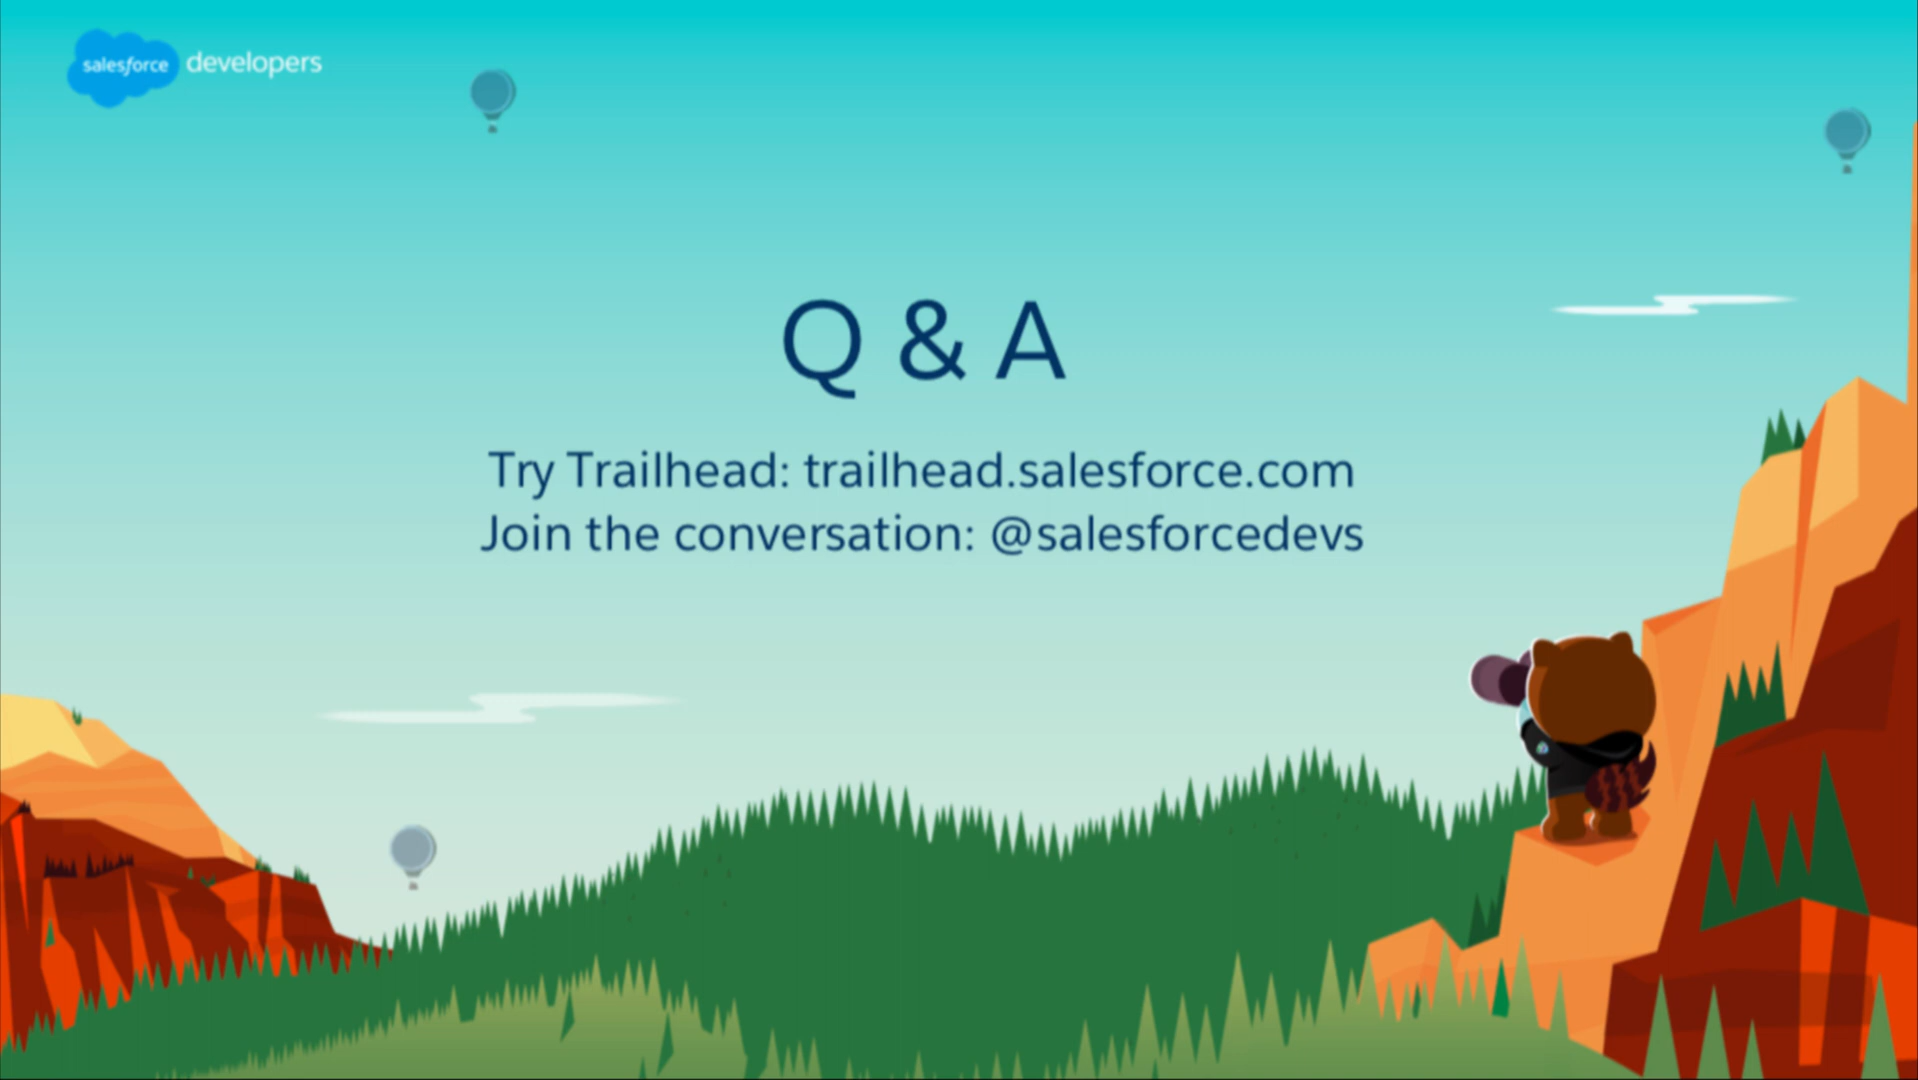 salesforce developers
Q & A
Try Trailhead: trailhead.salesforce.com
Join the conversation: @salesforcedevs